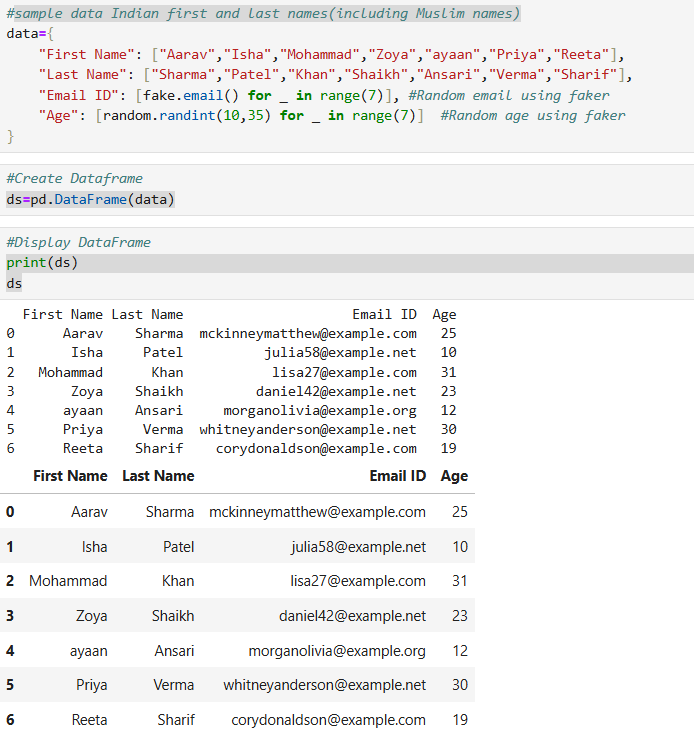 #sample data Indian first and last names(including Muslim names)
data={
    "First Name": ["Aarav","Isha","Mohammad","Zoya","ayaan","Priya","Reeta"],
    "Last Name": ["Sharma","Patel","Khan","Shaikh","Ansari","Verma","Sharif"],
    "Email ID": [fake.email() for _ in range(7)], #Random email using faker
    "Age": [random.randint(10,35) for _ in range(7)]  #Random age using faker
}
#Create Dataframe
ds=pd.DataFrame(data)
#Display DataFrame
print(ds)
ds
  First Name Last Name                     Email ID  Age
0      Aarav    Sharma  mckinneymatthew@example.com   25
1       Isha     Patel          julia58@example.net   10
2   Mohammad      Khan           lisa27@example.com   31
3       Zoya    Shaikh         daniel42@example.net   23
4      ayaan    Ansari     morganolivia@example.org   12
5      Priya     Verma  whitneyanderson@example.net   30
6      Reeta    Sharif    corydonaldson@example.com   19
First Name Last Name Email ID Age
0 Aarav Sharma mckinneymatthew@example.com 25
1 Isha Patel julia58@example.net 10
2 Mohammad Khan lisa27@example.com 31
3 Zoya Shaikh daniel42@example.net 23
4 ayaan Ansari morganolivia@example.org 12
5 Priya Verma whitneyanderson@example.net 30
6 Reeta Sharif corydonaldson@example.com 19